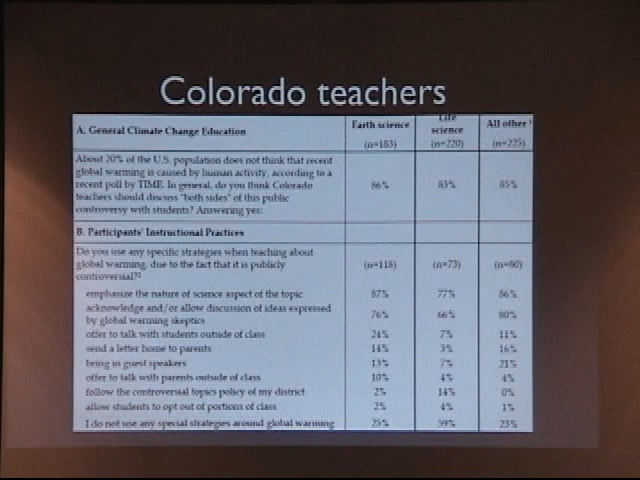 Colorado teachers
A. General Climate Change Education Earth science (n=183) Life science (n=220) All other ¹ (n=225)
About 20% of the U.S. population does not think that recent
global warming is caused by human activity, according to a
recent poll by TIME. In general, do you think Colorado 86% 83% 85%
teachers should discuss "both sides" of this public
controversy with students? Answering yes:
B. Participants' Instructional Practices
Do you use any specific strategies when teaching about
global warming, due to the fact that it is publicly (n=118) (n=73) (n=80)
controversial?
emphasize the nature of science aspect of the topic 87% 77% 86%
acknowledge and/or allow discussion of ideas expressed
by global warming skeptics 76% 66% 80%
offer to talk with students outside of class 24% 7% 11%
send a letter home to parents 14% 3% 16%
bring in guest speakers 13% 7% 21%
offer to talk with parents outside of class 10% 4% 4%
follow the controversial topics policy of my district 2% 14% 0%
allow students to opt out of portions of class 2% 4% 1%
I do not use any special strategies around global warming 25% 59% 23%